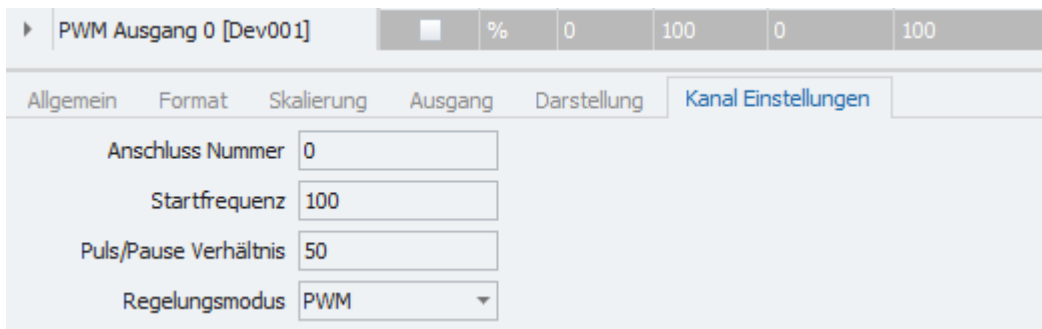 PWM Ausgang 0 [Dev001] % 0 100 0 100
Allgemein Format Skalierung Ausgang Darstellung Kanal Einstellungen
Anschluss Nummer 0
Startfrequenz 100
Puls/Pause Verhältnis 50
Regelungsmodus PWM